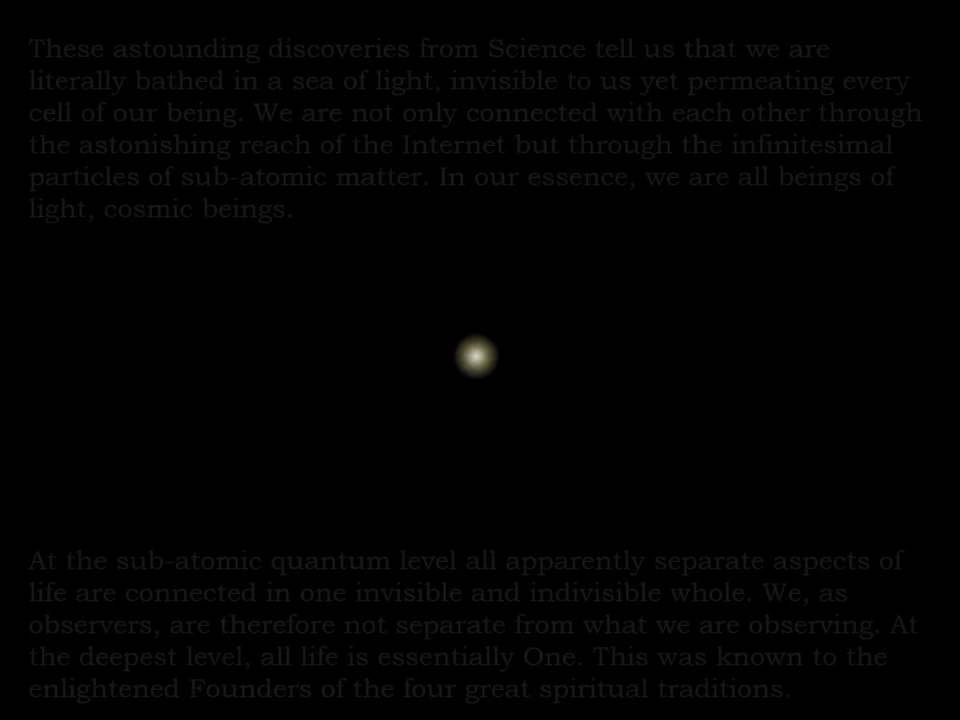 These astounding discoveries from Science tell us that we are
literally bathed in a sea of light, invisible to us yet permeating every
cell of our being. We are not only connected with each other through
the astonishing reach of the Internet but through the infinitesimal
particles of sub-atomic matter. In our essence, we are all beings of
light, cosmic beings.
At the sub-atomic quantum level all apparently separate aspects of
life are connected in one invisible and indivisible whole. We, as
observers, are therefore not separate from what we are observing. At
the deepest level, all life is essentially One. This was known to the
enlightened Founders of the four great spiritual traditions.